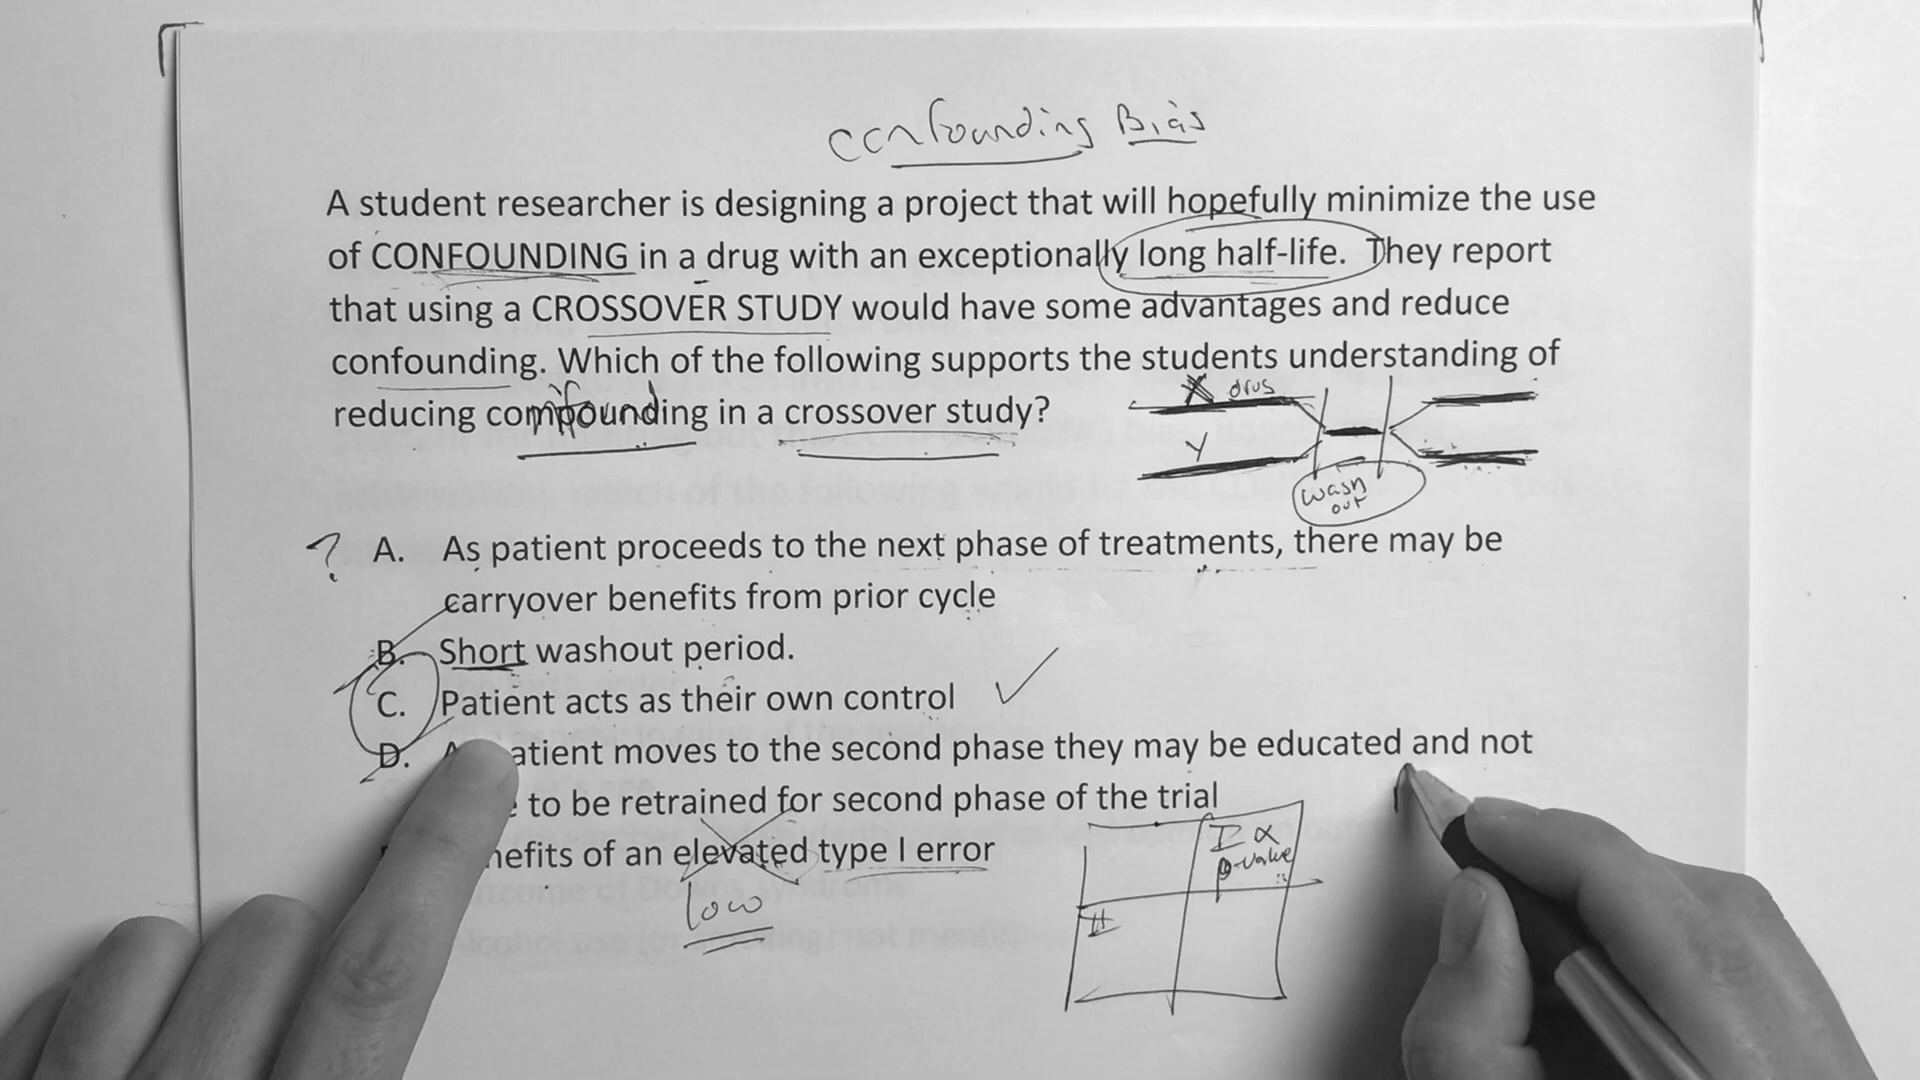 Confounding Bias
A student researcher is designing a project that will hopefully minimize the use
of CONFOUNDING in a drug with an exceptionally long half-life. They report
that using a CROSSOVER STUDY would have some advantages and reduce
confounding. Which of the following supports the students understanding of
reducing confounding in a crossover study?
X drug
Y
wash
out
? A. As patient proceeds to the next phase of treatments, there may be
carryover benefits from prior cycle
B. Short washout period.
C. Patient acts as their own control
D. atient moves to the second phase they may be educated and not
to be retrained for second phase of the trial
nefits of an elevated type I error
low
I α
p-value
II